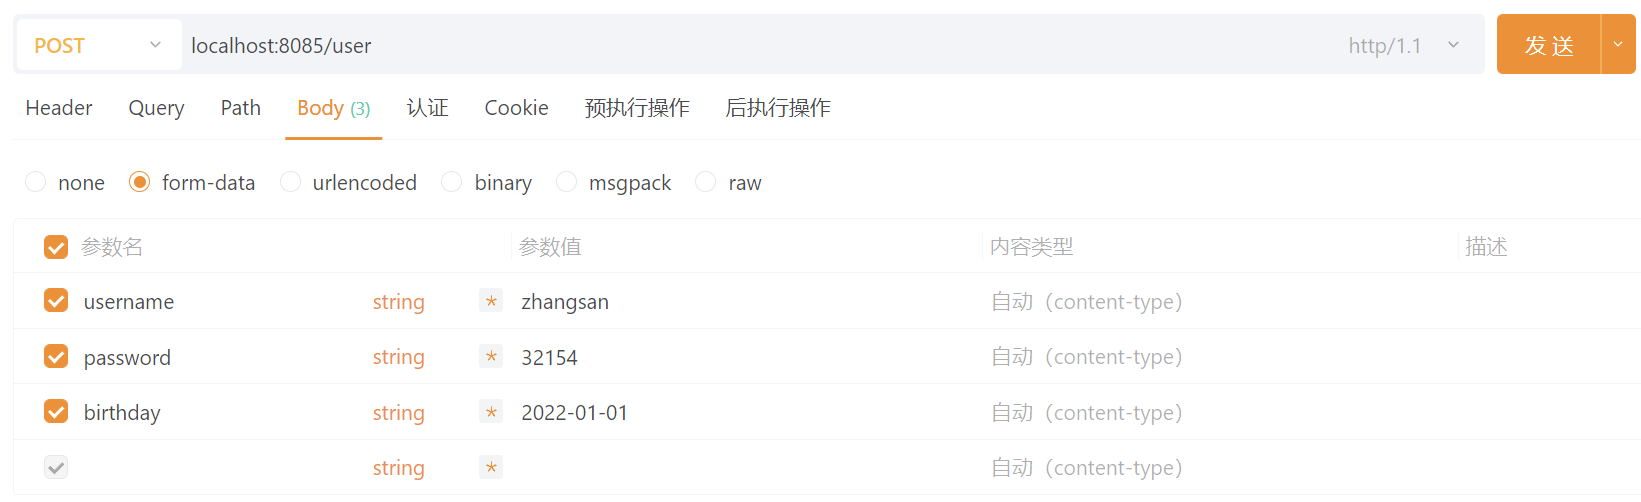 POST localhost:8085/user http/1.1 发送
Header Query Path Body (3) 认证 Cookie 预执行操作 后执行操作
none form-data urlencoded binary msgpack raw
参数名 参数值 内容类型 描述
username string * zhangsan 自动（content-type）
password string * 32154 自动（content-type）
birthday string * 2022-01-01 自动（content-type）
string * 自动（content-type）